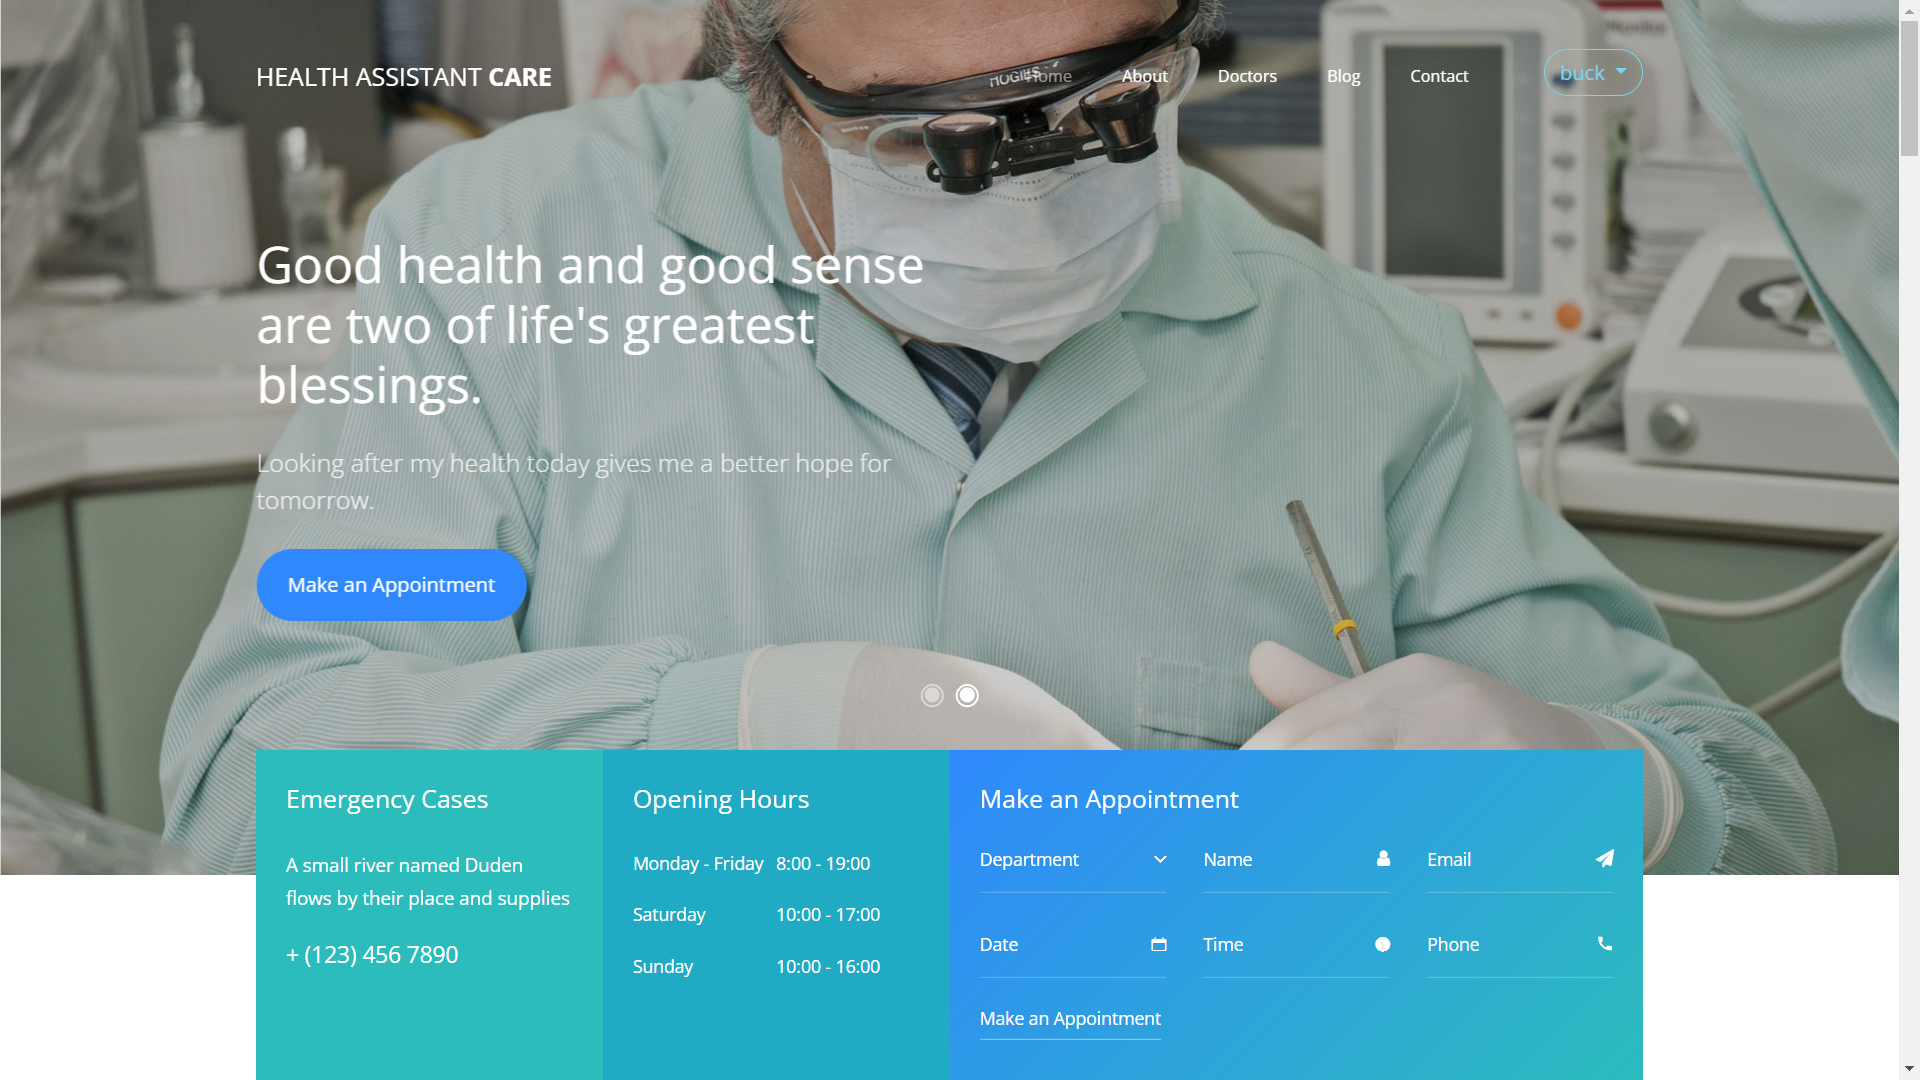 HEALTH ASSISTANT CARE
Home
About
Doctors
Blog
Contact
buck
HOGIES
Monitor
Good health and good sense
are two of life's greatest
blessings.
Looking after my health today gives me a better hope for
tomorrow.
Make an Appointment
Emergency Cases
A small river named Duden
flows by their place and supplies
+ (123) 456 7890
Opening Hours
Monday - Friday 8:00 - 19:00
Saturday 10:00 - 17:00
Sunday 10:00 - 16:00
Make an Appointment
Department
Name
Email
Date
Time
Phone
Make an Appointment